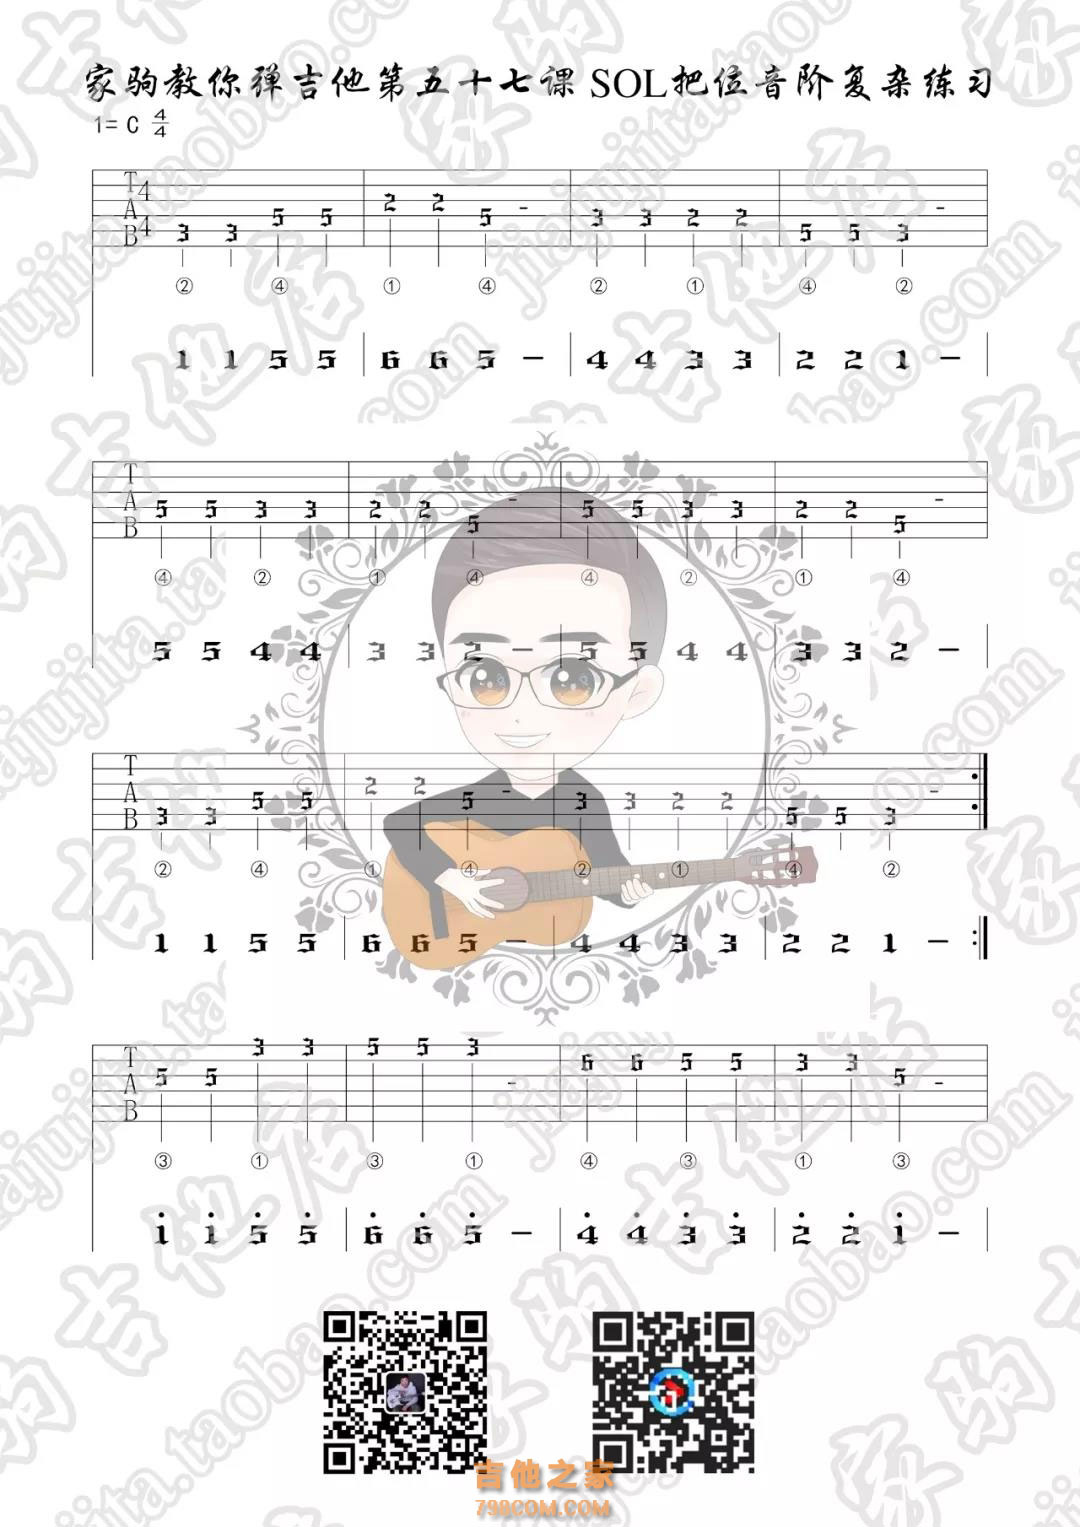 家驹教你弹吉他第五十七课 SOL把位音阶复杂练习
1= C 4/4
T 4
A 4
B
3 3 5 5 2 2 5 - 3 3 2 2 5 5 3 -
② ④ ① ④ ② ① ④ ②
1 1 5 5 6 6 5 - 4 4 3 3 2 2 1 -
T
A
B
5 5 3 3 2 2 5 - 5 5 3 3 2 2 5 -
④ ② ① ④ ④ ② ① ④
5 5 4 4 3 3 2 - 5 5 4 4 3 3 2 -
T
A
B
3 3 5 5 2 2 5 - 3 3 2 2 5 5 3 -
② ④ ① ④ ② ① ④ ②
1 1 5 5 6 6 5 - 4 4 3 3 2 2 1 -
T
A
B
5 5 3 3 5 5 3 - 6 6 5 5 3 3 5 -
③ ① ③ ① ④ ③ ① ③
1 1 5 5 6 6 5 - 4 4 3 3 2 2 1 -
吉他之家
798COM.COM
jiajujita.taobao.com